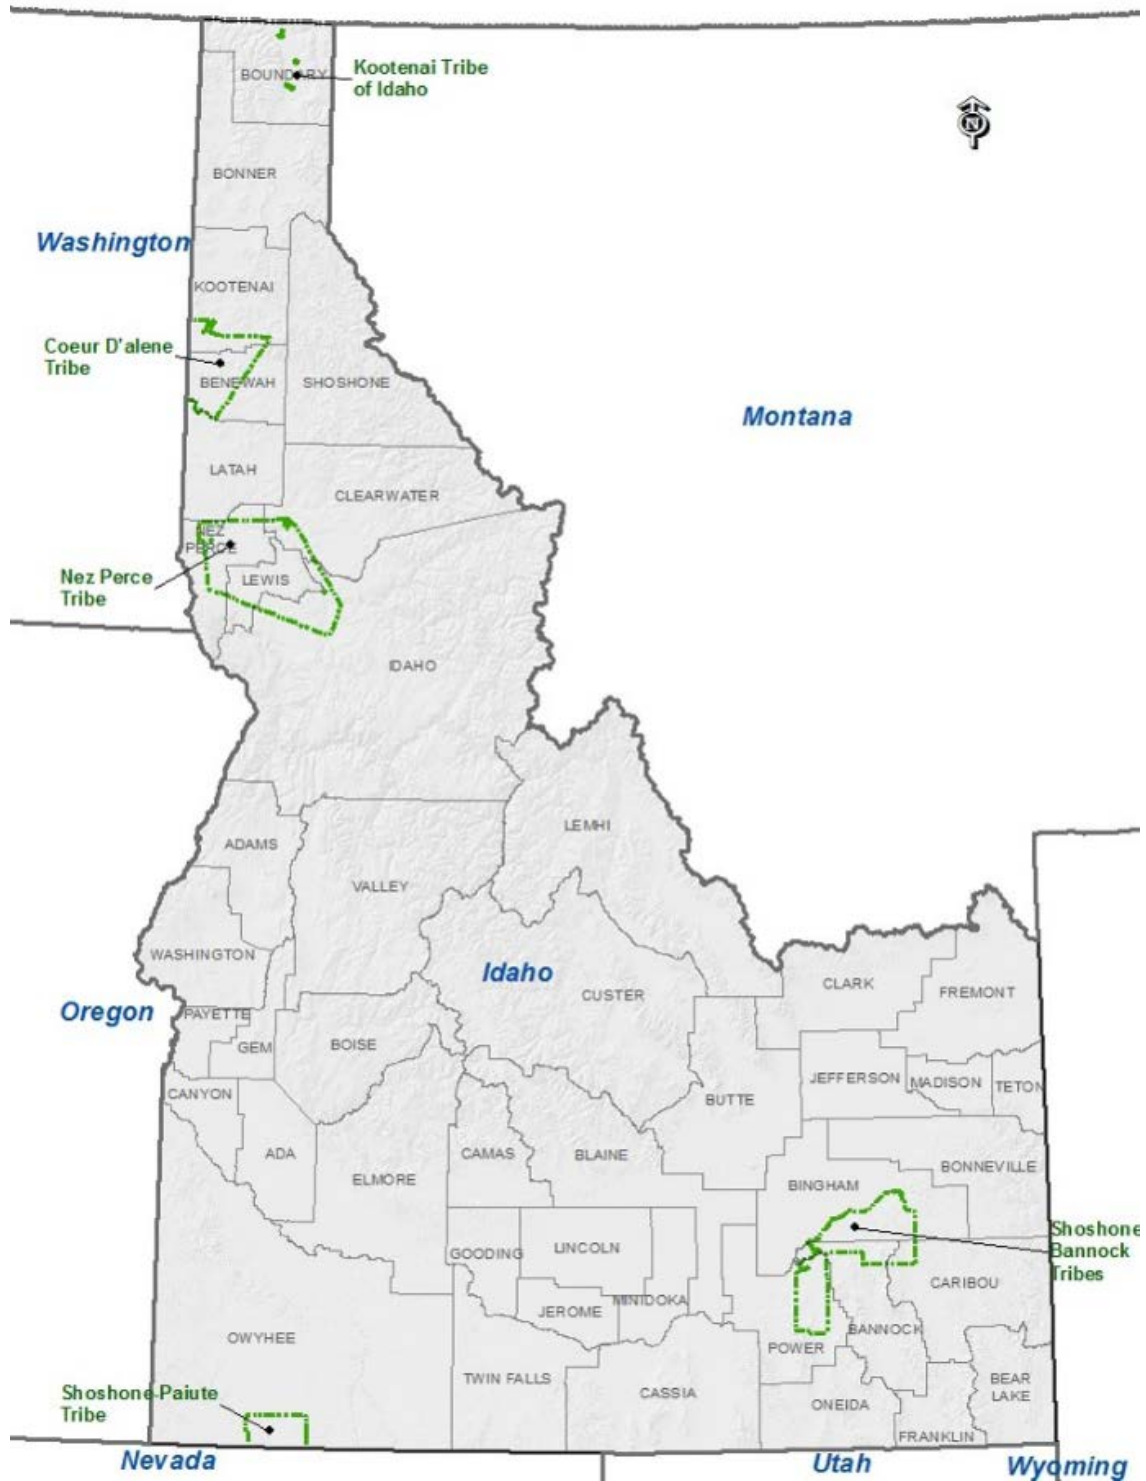 Kootenai Tribe
of Idaho
BOUNDARY
N
BONNER
Washington
KOOTENAI
Coeur D'alene
Tribe
BENEWAH
SHOSHONE
Montana
LATAH
CLEARWATER
NEZ
PERCE
Nez Perce
Tribe
LEWIS
IDAHO
LEMHI
ADAMS
VALLEY
WASHINGTON
Idaho
CUSTER
CLARK
FREMONT
Oregon
PAYETTE
GEM
BOISE
CANYON
BUTTE
JEFFERSON
MADISON
TETON
ADA
ELMORE
CAMAS
BLAINE
BINGHAM
BONNEVILLE
GOODING
LINCOLN
Shoshone
Bannock
Tribes
CARIBOU
JEROME
MINIDOKA
OWYHEE
POWER
BANNOCK
Shoshone-Paiute
Tribe
TWIN FALLS
CASSIA
ONEIDA
BEAR
LAKE
FRANKLIN
Nevada
Utah
Wyoming